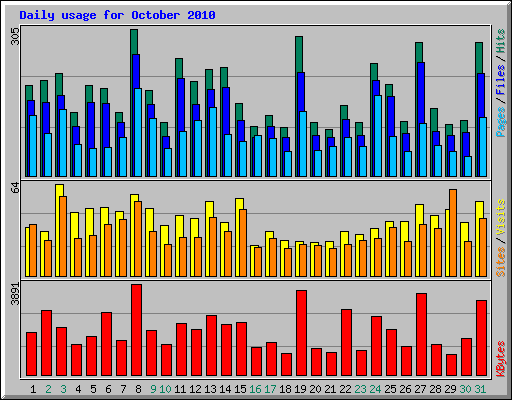 Daily usage for October 2010
305
Pages / Files / Hits
64
Sites / Visits
3891
KBytes
1 2 3 4 5 6 7 8 9 10 11 12 13 14 15 16 17 18 19 20 21 22 23 24 25 26 27 28 29 30 31